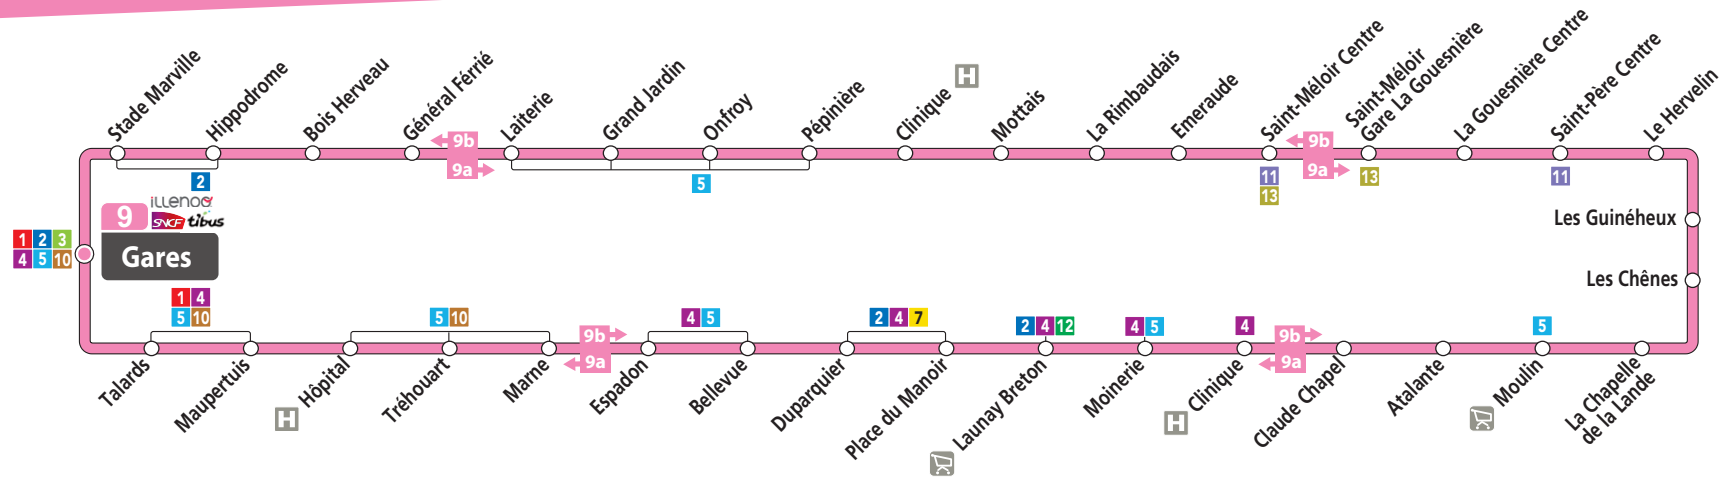 Stade Marville
Hippodrome
Bois Herveau
Général Férrié
9b
9a
Laiterie
Grand Jardin
Onfroy
Pépinière
Clinique
H
Mottais
La Rimbaudais
Emeraude
Saint-Méloir Centre
9b
9a
Saint-Méloir
Gare La Gouesnière
La Gouesnière Centre
Saint-Père Centre
Le Hervelin
2
5
11
13
13
11
9
iLLENOO
SNCF tibus
Gares
1 2 3
4 5 10
Les Guinéheux
Les Chênes
1 4
5 10
5 10
9b
9a
4 5
2 4 7
2 4 12
4 5
4
9b
9a
5
Talards
Maupertuis
H
Hôpital
Tréhouart
Marne
Espadon
Bellevue
Duparquier
Place du Manoir
Launay Breton
Moinerie
H
Clinique
Claude Chapel
Atalante
Moulin
La Chapelle
de la Lande